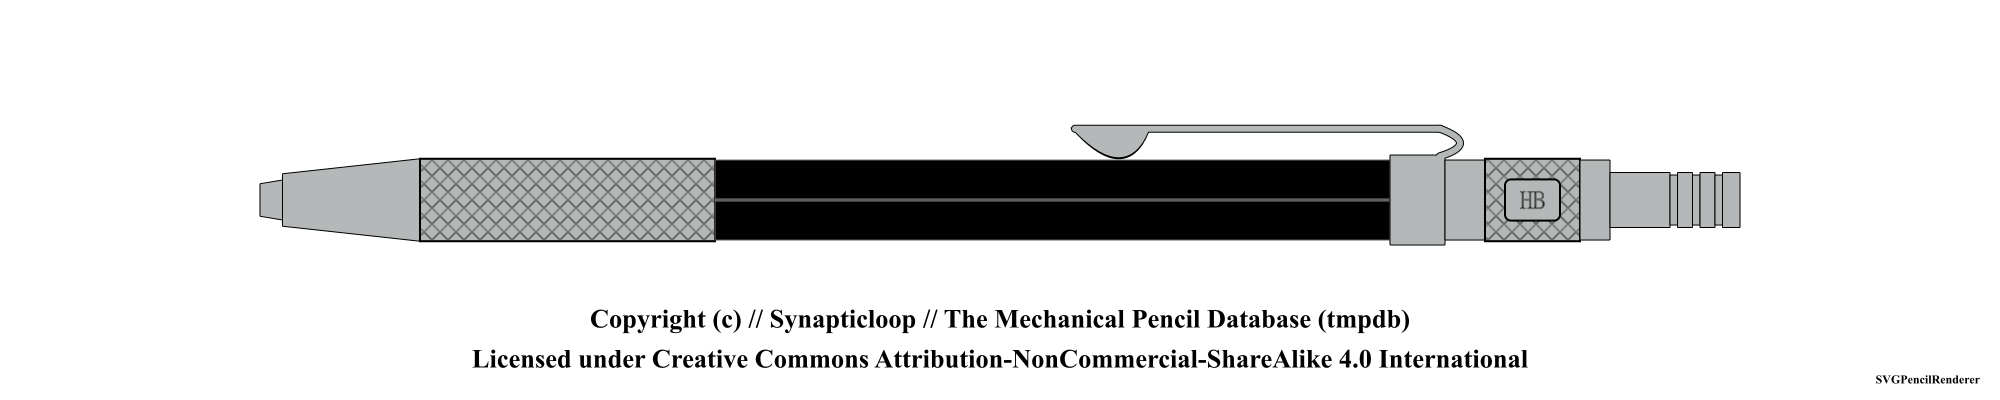 HB
Copyright (c) // Synapticloop // The Mechanical Pencil Database (tmpdb)
Licensed under Creative Commons Attribution-NonCommercial-ShareAlike 4.0 International
SVGPencilRenderer